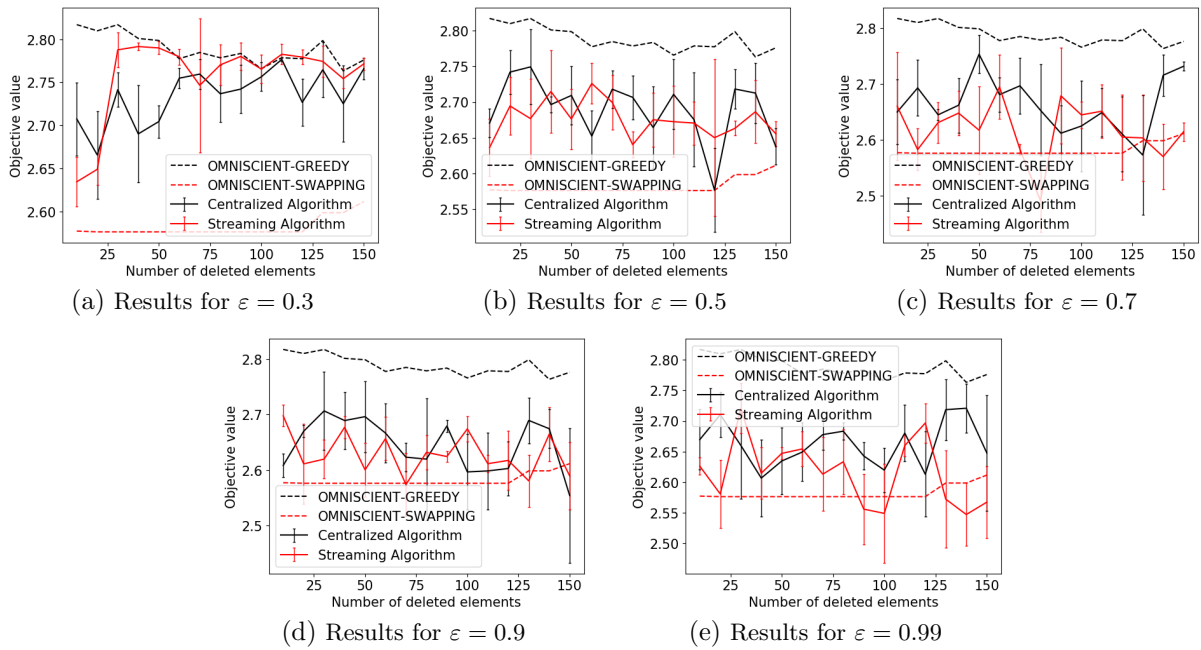 2.80
2.75
2.70
2.65
2.60
Objective value
OMNISCIENT-GREEDY
OMNISCIENT-SWAPPING
Centralized Algorithm
Streaming Algorithm
25 50 75 100 125 150
Number of deleted elements
(a) Results for ε = 0.3
2.80
2.75
2.70
2.65
2.60
2.55
Objective value
OMNISCIENT-GREEDY
OMNISCIENT-SWAPPING
Centralized Algorithm
Streaming Algorithm
25 50 75 100 125 150
Number of deleted elements
(b) Results for ε = 0.5
2.8
2.7
2.6
2.5
Objective value
OMNISCIENT-GREEDY
OMNISCIENT-SWAPPING
Centralized Algorithm
Streaming Algorithm
25 50 75 100 125 150
Number of deleted elements
(c) Results for ε = 0.7
2.8
2.7
2.6
2.5
Objective value
OMNISCIENT-GREEDY
OMNISCIENT-SWAPPING
Centralized Algorithm
Streaming Algorithm
25 50 75 100 125 150
Number of deleted elements
(d) Results for ε = 0.9
2.80
2.75
2.70
2.65
2.60
2.55
2.50
Objective value
OMNISCIENT-GREEDY
OMNISCIENT-SWAPPING
Centralized Algorithm
Streaming Algorithm
25 50 75 100 125 150
Number of deleted elements
(e) Results for ε = 0.99